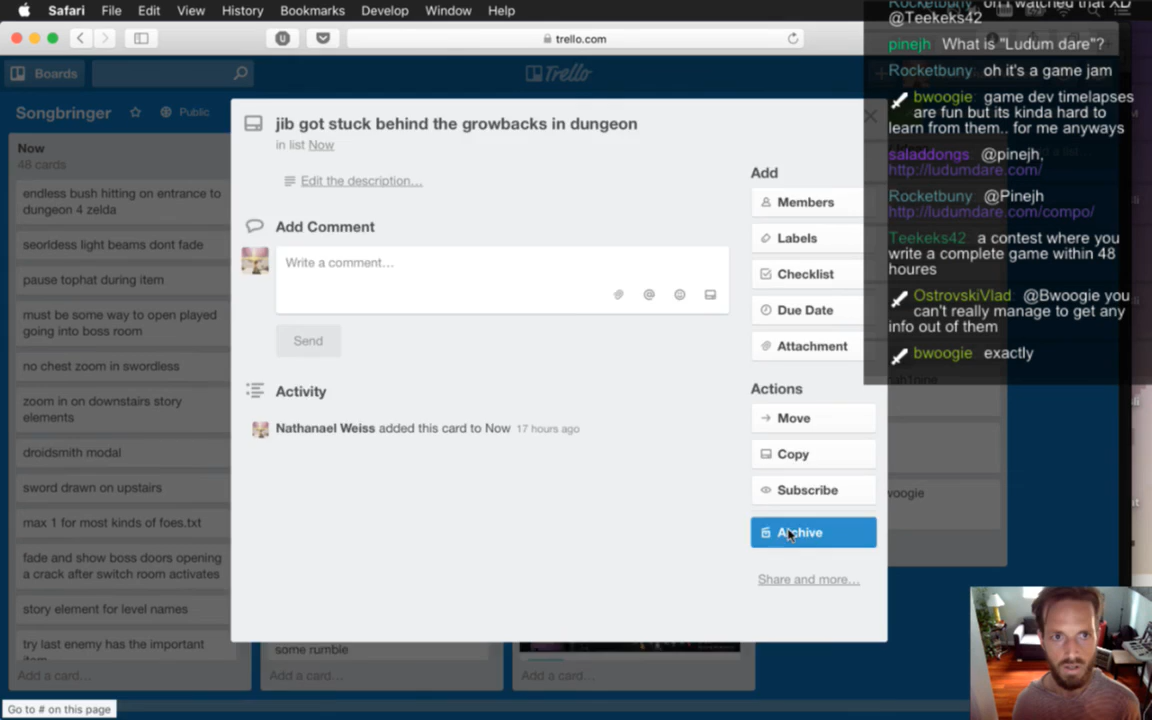 Safari File Edit View History Bookmarks Develop Window Help
trello.com
Boards
Trello
Songbringer
Public
Now
48 cards
endless bush hitting on entrance to
dungeon 4 zelda
seorldess light beams dont fade
pause tophat during item
must be some way to open played
going into boss room
no chest zoom in swordless
zoom in on downstairs story
elements
droidsmith modal
sword drawn on upstairs
max 1 for most kinds of foes.txt
fade and show boss doors opening
a crack after switch room activates
story element for level names
try last enemy has the important
Add a card...
some rumble
Add a card...
Add a card...
jib got stuck behind the growbacks in dungeon
in list Now
Edit the description...
Add Comment
Write a comment...
Send
Activity
Nathanael Weiss added this card to Now 17 hours ago
Add
Members
Labels
Checklist
Due Date
Attachment
Actions
Move
Copy
Subscribe
Archive
Share and more...
Rocketbuny: oh i watched that XD
@Teekeks42
pinejh What is "Ludum dare"?
Rocketbuny: oh it's a game jam
bwoogie: game dev timelapses
are fun but its kinda hard to
learn from them.. for me anyways
saladdongs @pinejh,
http://ludumdare.com/
Rocketbuny: @Pinejh
http://ludumdare.com/compo/
Teekeks42 a contest where you
write a complete game within 48
houres
OstrovskiVlad: @Bwoogie you
can't really manage to get any
info out of them
bwoogie exactly
Go to # on this page